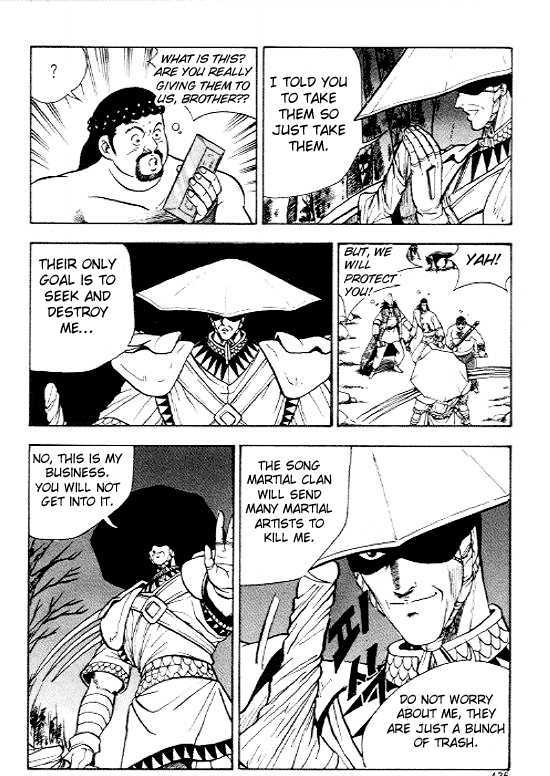 ?
WHAT IS THIS?
ARE YOU REALLY
GIVING THEM TO
US, BROTHER??
I TOLD YOU
TO TAKE
THEM SO
JUST TAKE
THEM.
THEIR ONLY
GOAL IS TO
SEEK AND
DESTROY
ME...
BUT, WE
WILL
PROTECT
YOU!
YAH!
NO, THIS IS MY
BUSINESS.
YOU WILL NOT
GET INTO IT.
THE SONG
MARTIAL CLAN
WILL SEND
MANY MARTIAL
ARTISTS TO
KILL ME.
DO NOT WORRY
ABOUT ME, THEY
ARE JUST A BUNCH
OF TRASH.